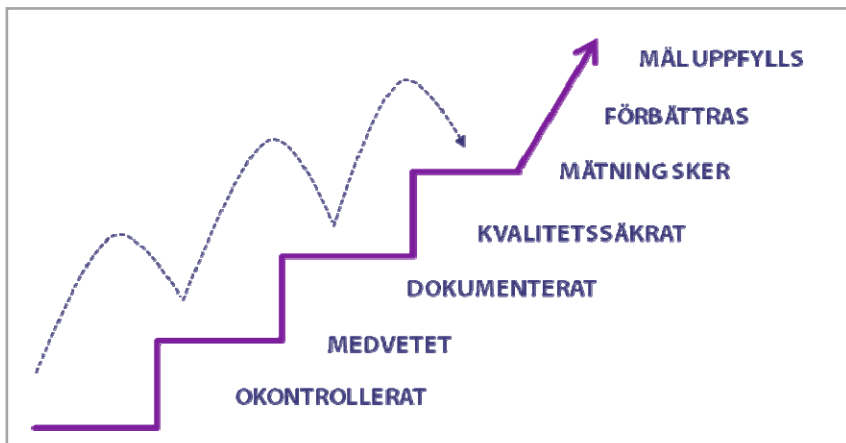 MÅL UPPFYLLS
FÖRBÄTTRAS
MÄTNING SKER
KVALITETSSÄKRAT
DOKUMENTERAT
MEDVETET
OKONTROLLERAT